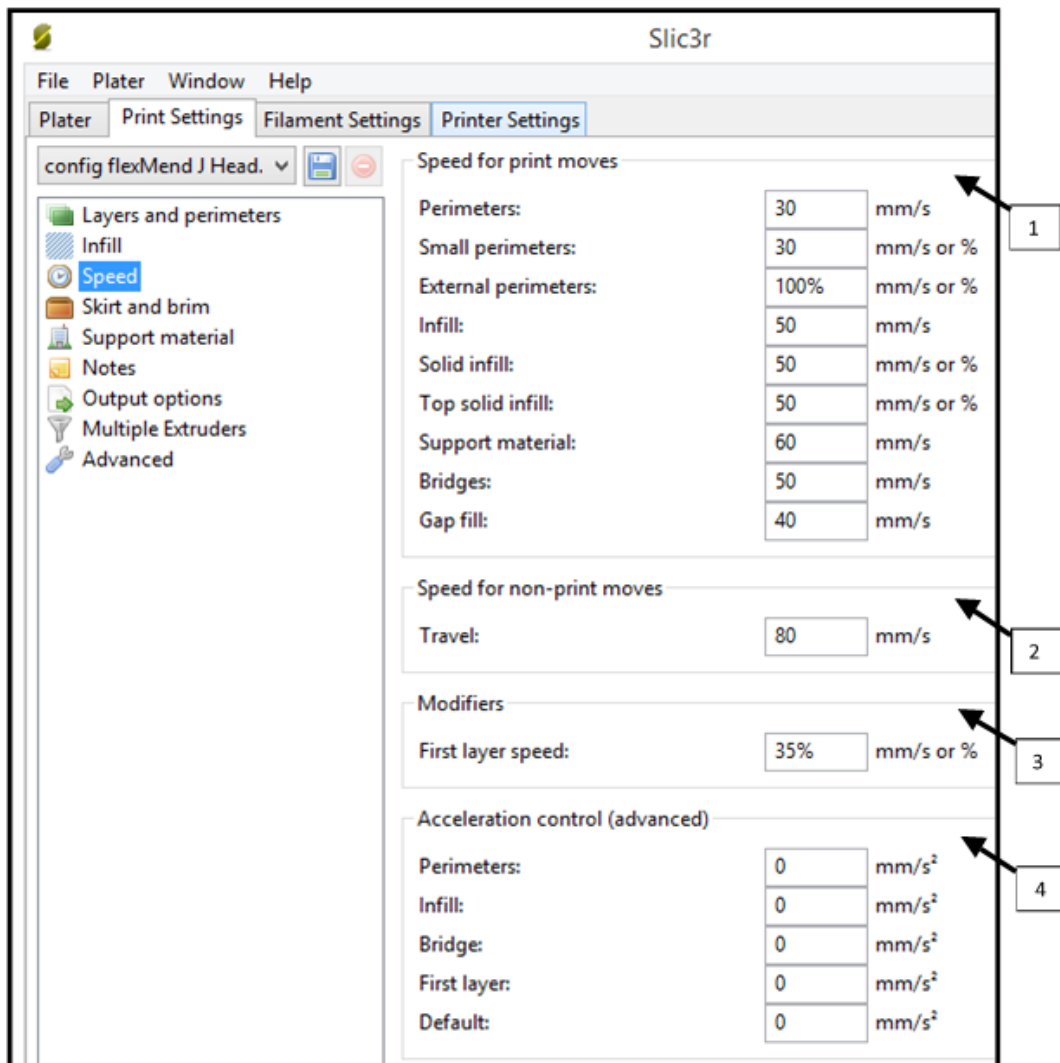 Slic3r
File Plater Window Help
Plater Print Settings Filament Settings Printer Settings
config flexMend J Head.
Layers and perimeters
Infill
Speed
Skirt and brim
Support material
Notes
Output options
Multiple Extruders
Advanced
Speed for print moves
Perimeters: 30 mm/s
Small perimeters: 30 mm/s or %
External perimeters: 100% mm/s or %
Infill: 50 mm/s
Solid infill: 50 mm/s or %
Top solid infill: 50 mm/s or %
Support material: 60 mm/s
Bridges: 50 mm/s
Gap fill: 40 mm/s
1
Speed for non-print moves
Travel: 80 mm/s
2
Modifiers
First layer speed: 35% mm/s or %
3
Acceleration control (advanced)
Perimeters: 0 mm/s²
Infill: 0 mm/s²
Bridge: 0 mm/s²
First layer: 0 mm/s²
Default: 0 mm/s²
4